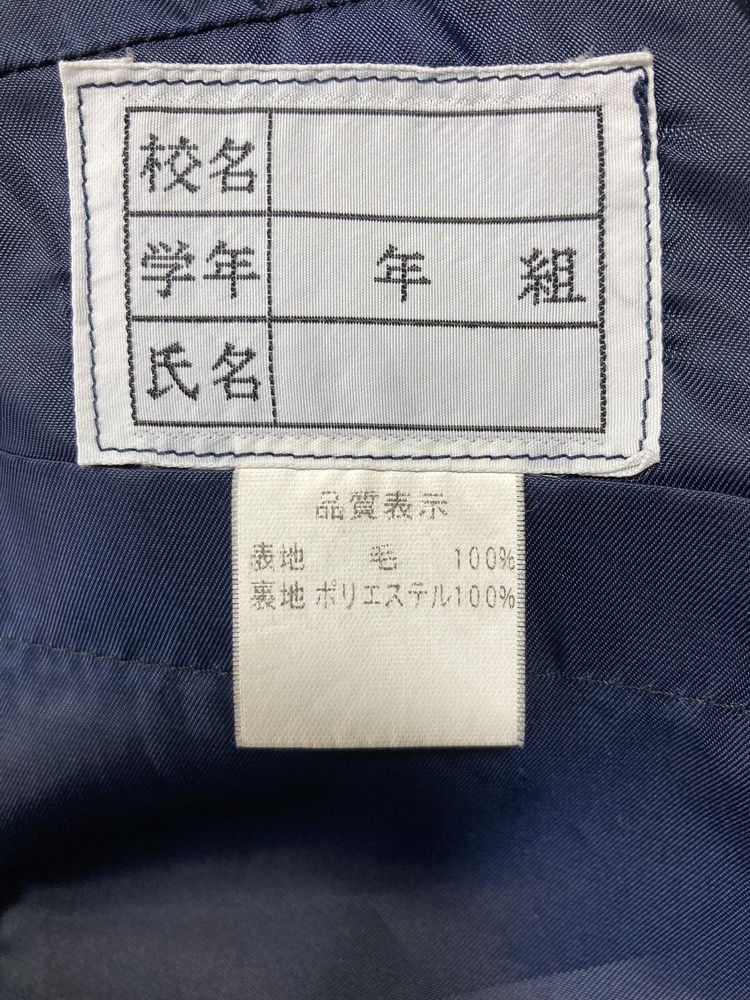 校名
学年 年 組
氏名
品質表示
表地 毛 100%
裏地 ポリエステル100%